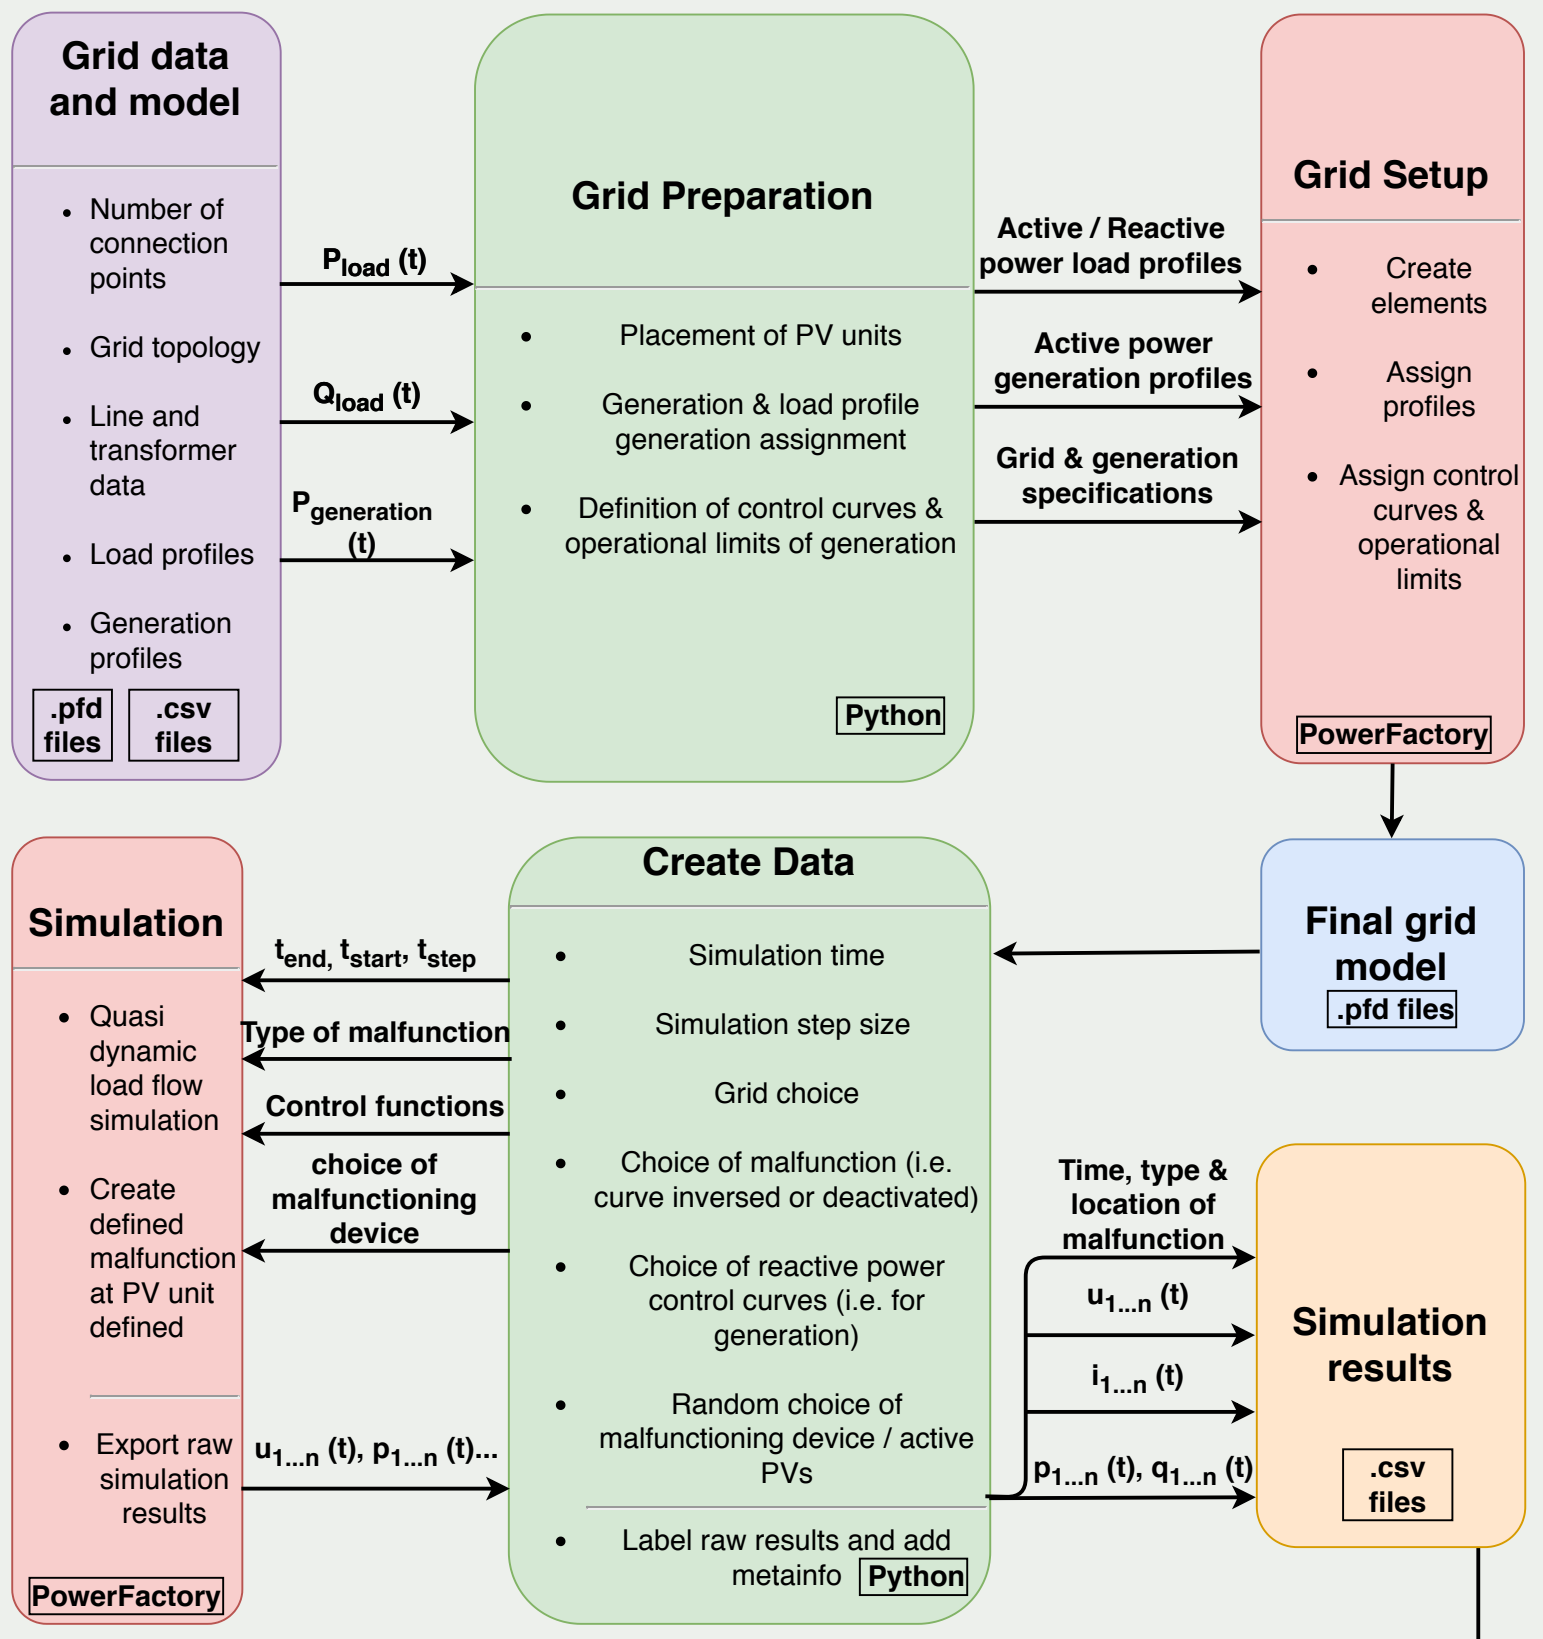 Grid data
and model
Number of
connection
points
Grid topology
Line and
transformer
data
Load profiles
Generation
profiles
.pfd
files
.csv
files
Pload (t)
Qload (t)
Pgeneration
(t)
Grid Preparation
Placement of PV units
Generation & load profile
generation assignment
Definition of control curves &
operational limits of generation
Python
Active / Reactive
power load profiles
Active power
generation profiles
Grid & generation
specifications
Grid Setup
Create
elements
Assign
profiles
Assign control
curves &
operational
limits
PowerFactory
Final grid
model
.pfd files
Create Data
Simulation time
Simulation step size
Grid choice
Choice of malfunction (i.e.
curve inversed or deactivated)
Choice of reactive power
control curves (i.e. for
generation)
Random choice of
malfunctioning device / active
PVs
Label raw results and add
metainfo
Python
tend, tstart, tstep
Type of malfunction
Control functions
choice of
malfunctioning
device
u1...n (t), p1...n (t)...
Simulation
Quasi
dynamic
load flow
simulation
Create
defined
malfunction
at PV unit
defined
Export raw
simulation
results
PowerFactory
Time, type &
location of
malfunction
u1...n (t)
i1...n (t)
p1...n (t), q1...n (t)
Simulation
results
.csv
files